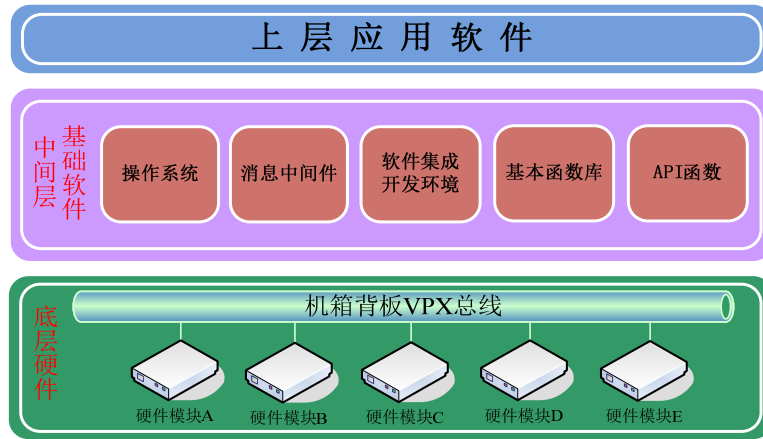 上层应用软件
基础软件
中间层
操作系统
消息中间件
软件集成
开发环境
基本函数库
API函数
底层硬件
机箱背板VPX总线
硬件模块A
硬件模块B
硬件模块C
硬件模块D
硬件模块E